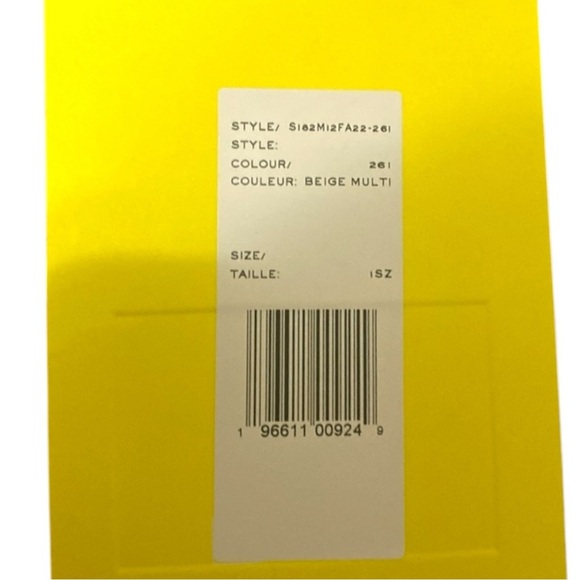 STYLE/ S162M12FA22-261
STYLE:
COLOUR/ 261
COULEUR: BEIGE MULTI
SIZE/
TAILLE: 1SZ
1 96611 00924 9